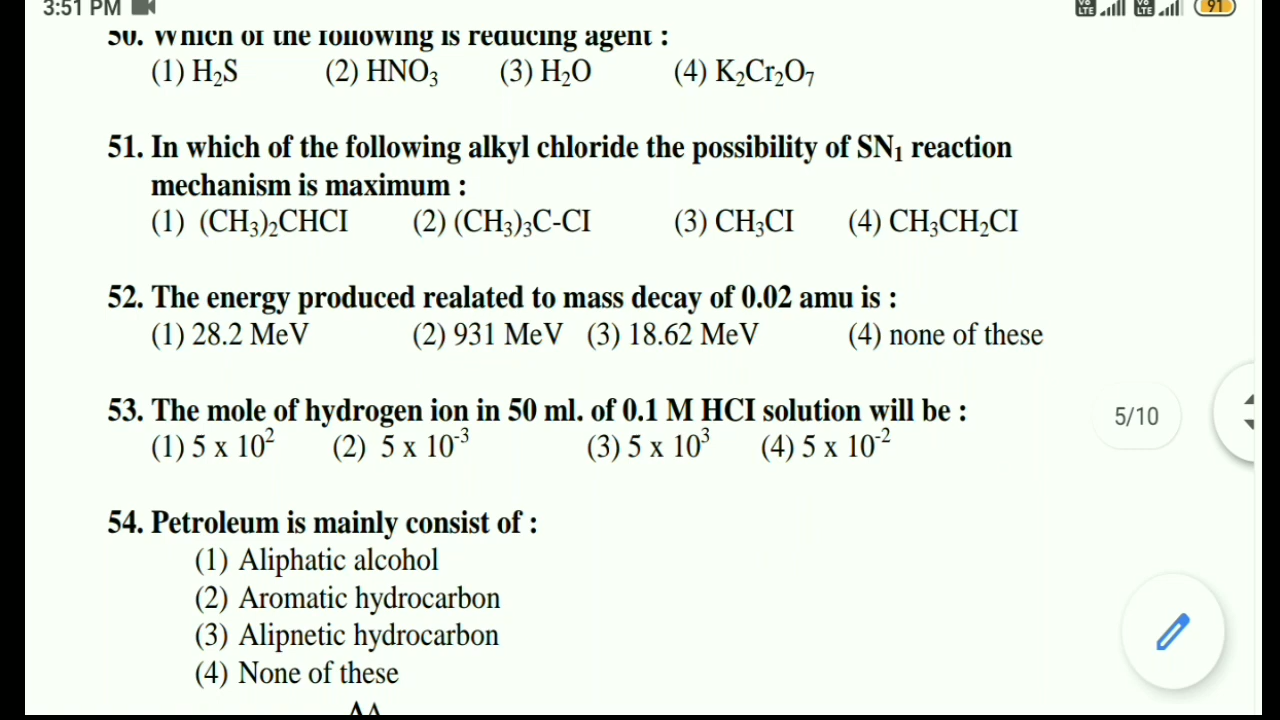 3:51 PM
Vo LTE Vo LTE 91
50. Which of the following is reducing agent :
(1) H₂S (2) HNO₃ (3) H₂O (4) K₂Cr₂O₇
51. In which of the following alkyl chloride the possibility of SN₁ reaction
mechanism is maximum :
(1) (CH₃)₂CHCI (2) (CH₃)₃C-CI (3) CH₃CI (4) CH₃CH₂CI
52. The energy produced realated to mass decay of 0.02 amu is :
(1) 28.2 MeV (2) 931 MeV (3) 18.62 MeV (4) none of these
53. The mole of hydrogen ion in 50 ml. of 0.1 M HCI solution will be :
(1) 5 x 10² (2) 5 x 10⁻³ (3) 5 x 10³ (4) 5 x 10⁻²
5/10
54. Petroleum is mainly consist of :
(1) Aliphatic alcohol
(2) Aromatic hydrocarbon
(3) Alipnetic hydrocarbon
(4) None of these